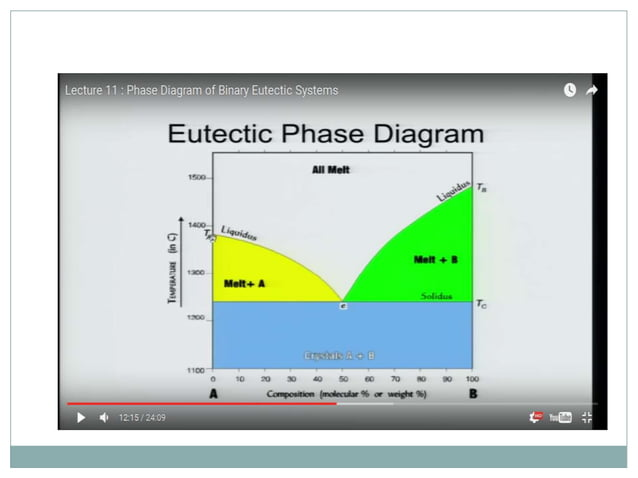 Lecture 11 : Phase Diagram of Binary Eutectic Systems
Eutectic Phase Diagram
All Melt
1500
Liquidus
TB
1400
Liquidus
TEMPERATURE (in C)
Melt + B
1300
Melt+ A
Solidus
e
TC
1200
Crystals A + B
1100
0 10 20 30 40 50 60 70 80 90 100
A Composition (molecular % or weight %) B
12:15 / 24:09
HD
YouTube